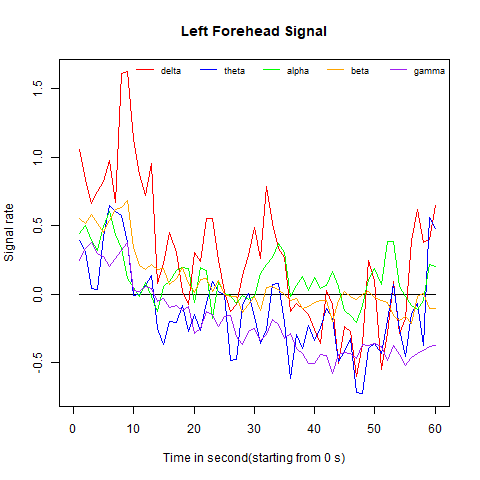 Left Forehead Signal
delta theta alpha beta gamma
Signal rate
1.5
1.0
0.5
0.0
-0.5
0 10 20 30 40 50 60
Time in second(starting from 0 s)